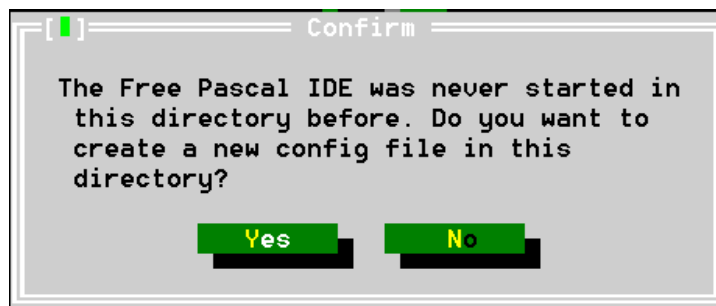 Confirm
The Free Pascal IDE was never started in
this directory before. Do you want to
create a new config file in this
directory?
Yes No